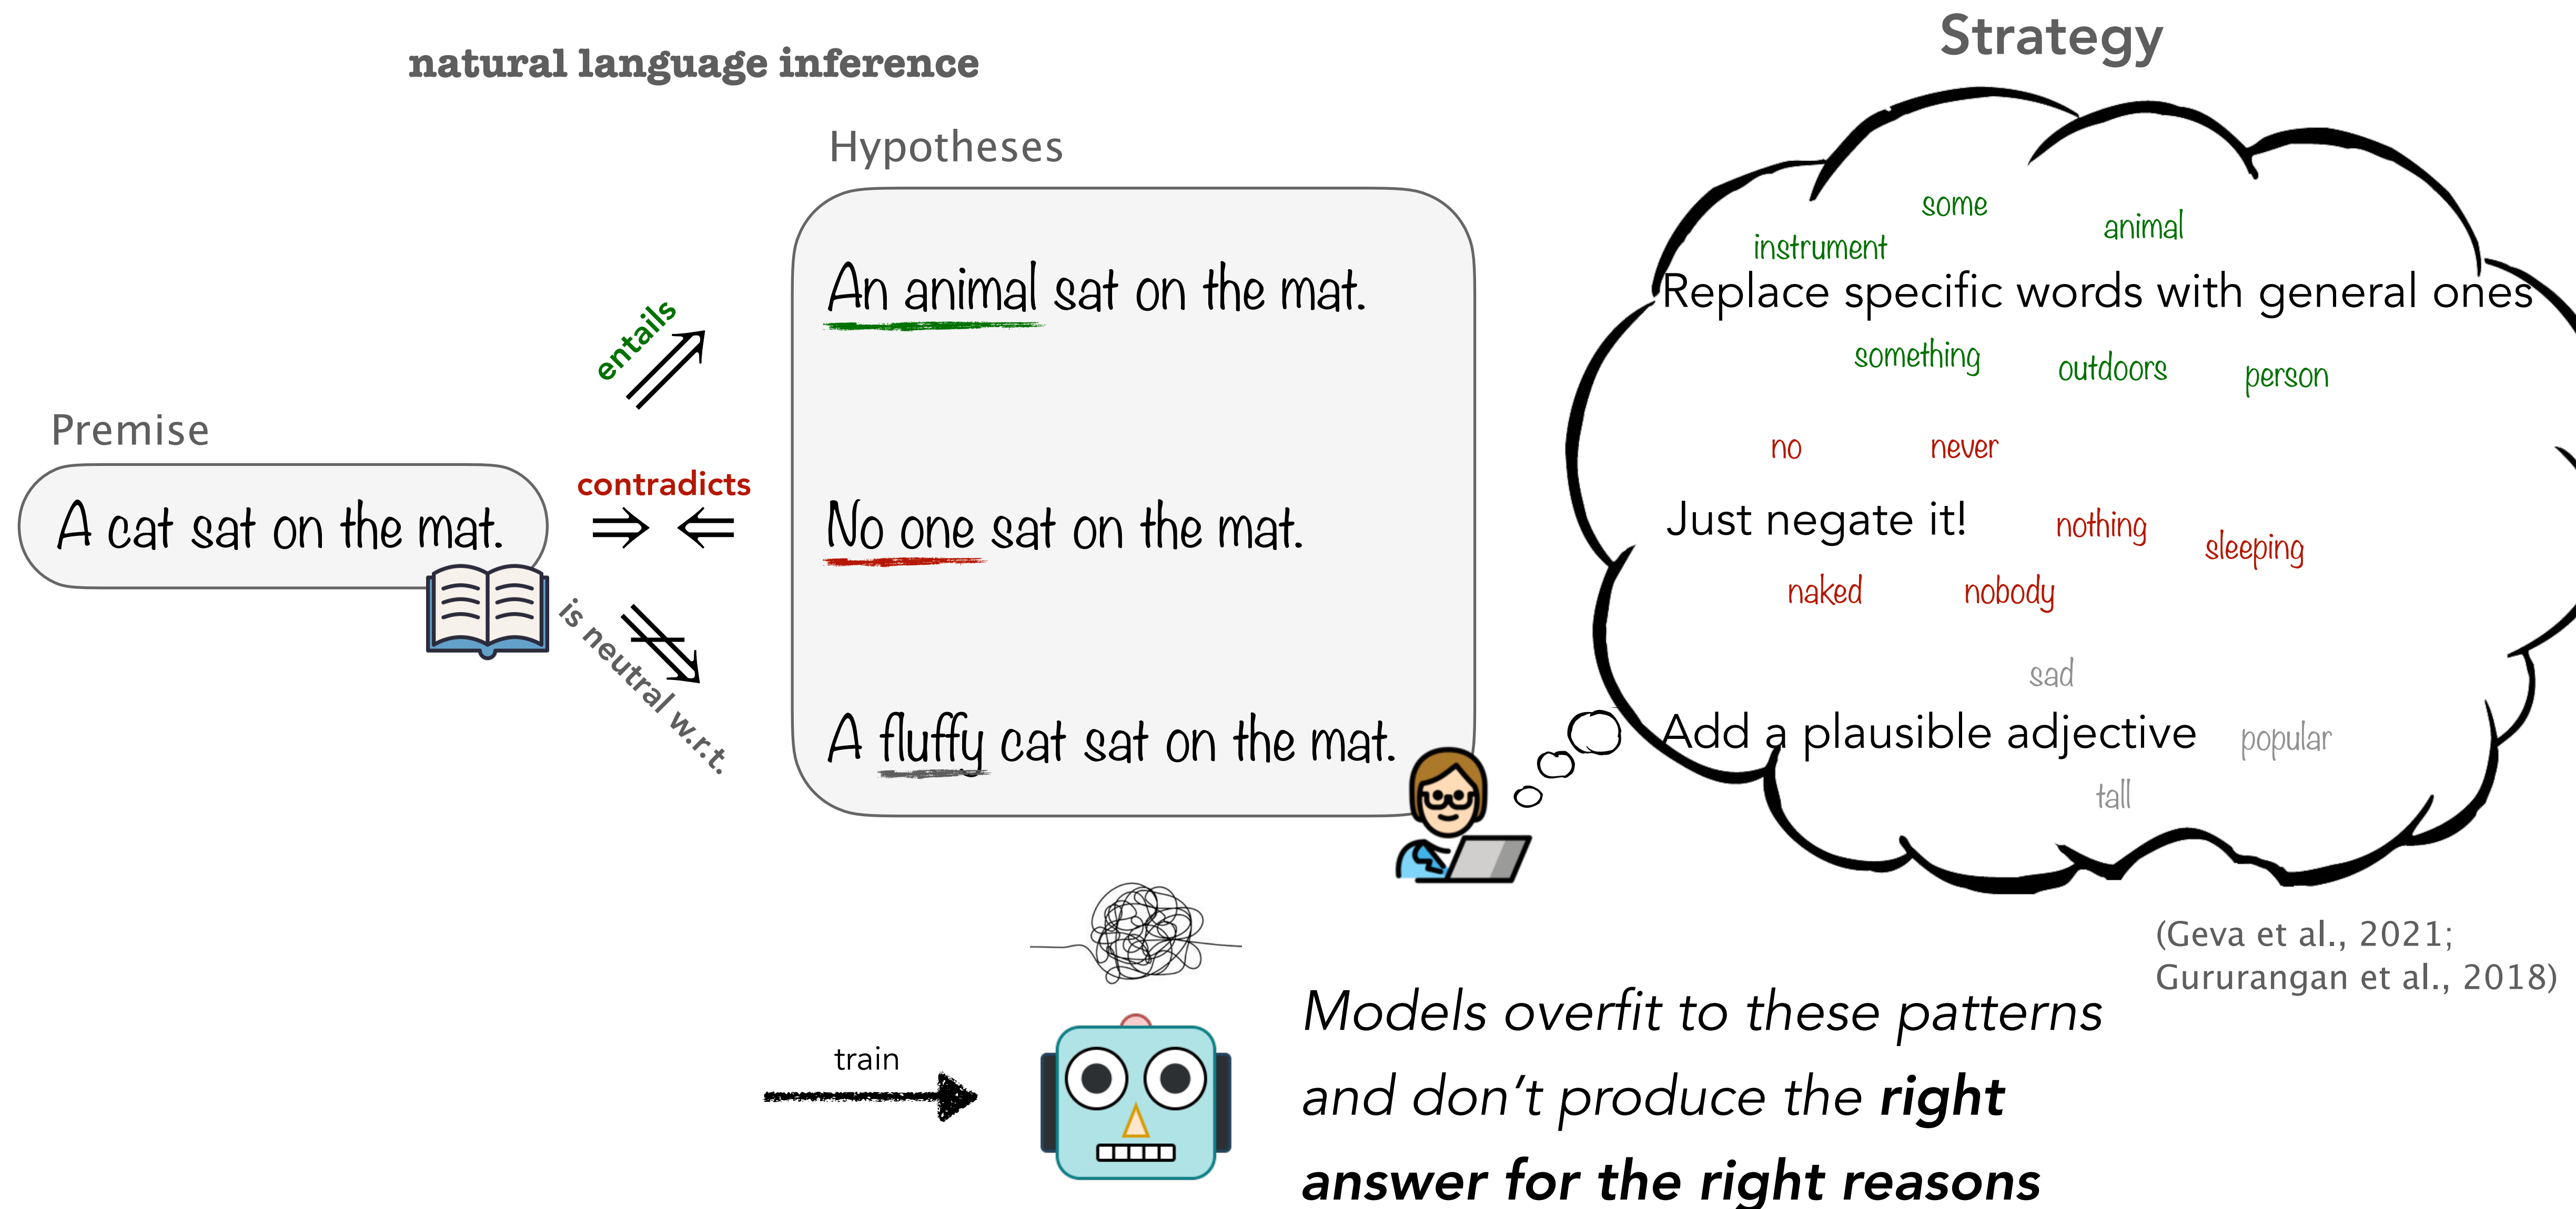 natural language inference
Strategy
Hypotheses
Premise
A cat sat on the mat.
entails
contradicts
is neutral w.r.t.
An animal sat on the mat.
No one sat on the mat.
A fluffy cat sat on the mat.
some
animal
instrument
Replace specific words with general ones
something
outdoors
person
no
never
Just negate it!
nothing
sleeping
naked
nobody
sad
Add a plausible adjective
popular
tall
(Geva et al., 2021;
Gururangan et al., 2018)
train
Models overfit to these patterns
and don’t produce the right
answer for the right reasons